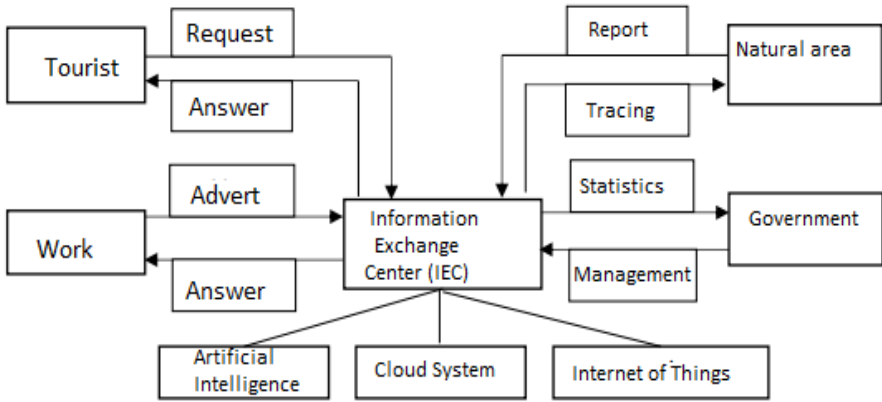 Request
Report
Tourist
Natural area
Answer
Tracing
Advert
Statistics
Information
Exchange
Center (IEC)
Work
Government
Answer
Management
Artificial
Intelligence
Cloud System
Internet of Things